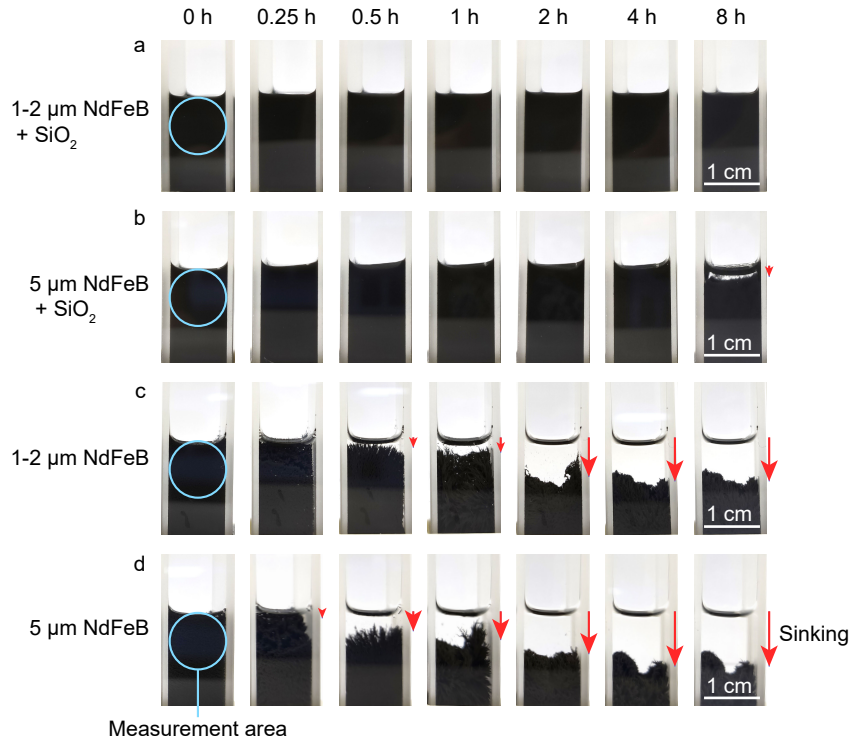 0 h 0.25 h 0.5 h 1 h 2 h 4 h 8 h
a
1-2 µm NdFeB
+ SiO₂
1 cm
b
5 µm NdFeB
+ SiO₂
1 cm
c
1-2 µm NdFeB
1 cm
d
5 µm NdFeB
Sinking
1 cm
Measurement area